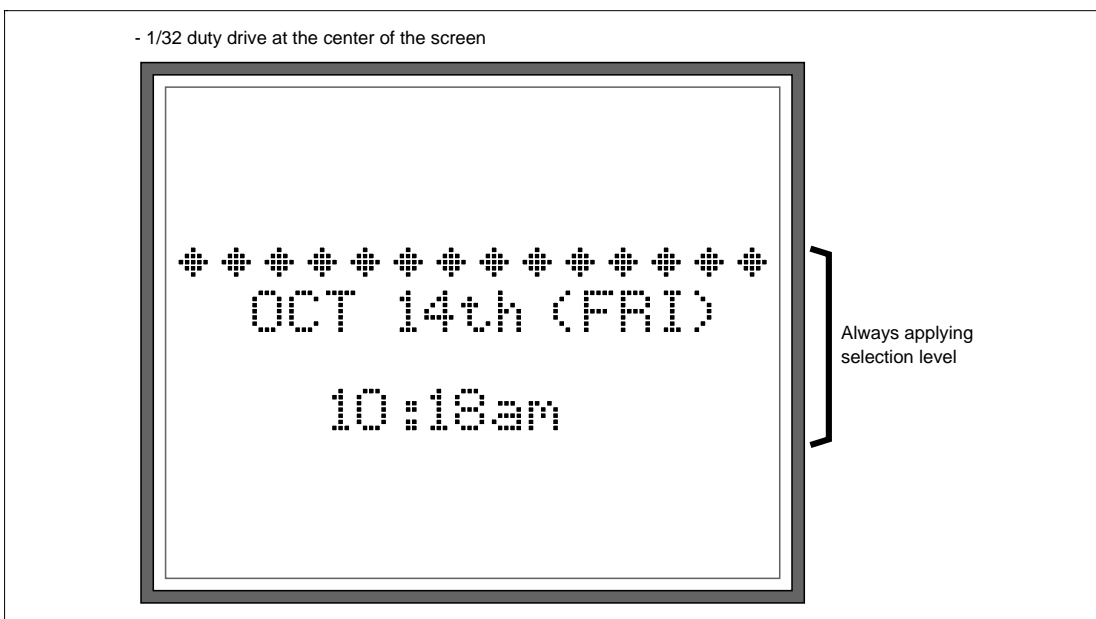 - 1/32 duty drive at the center of the screen
OCT 14th (FRI)
10:18am
Always applying
selection level